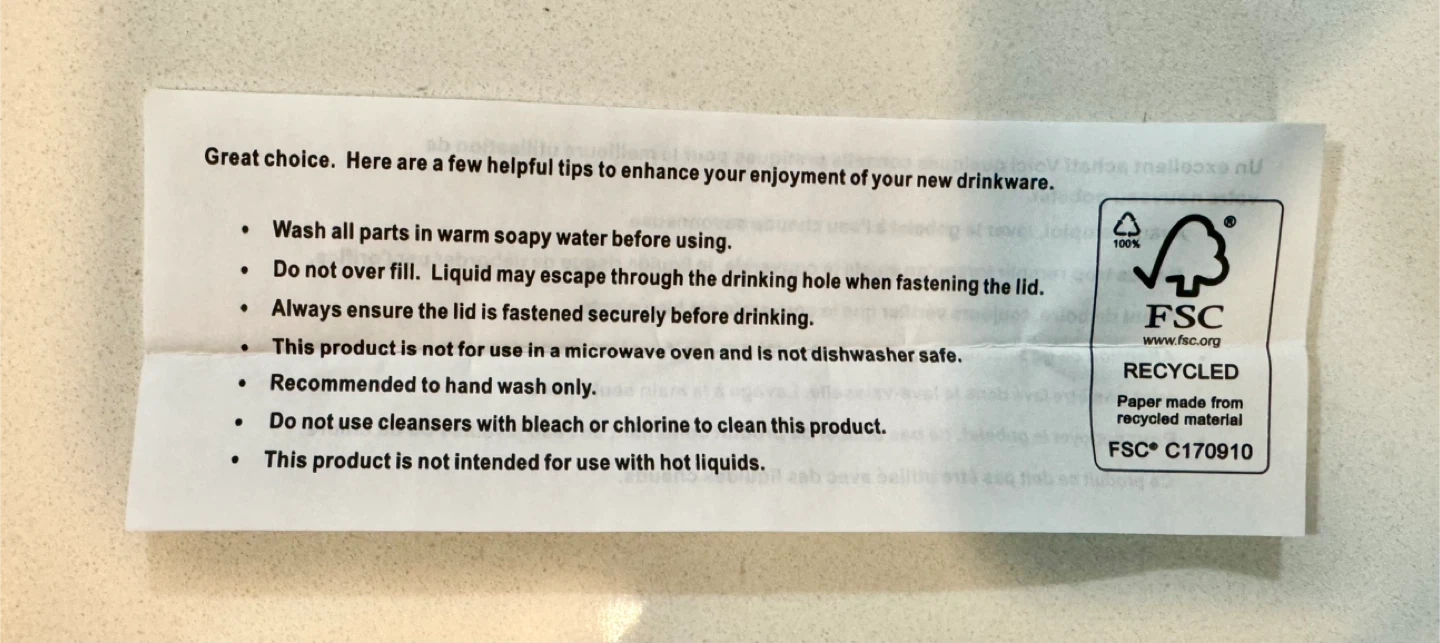 Great choice. Here are a few helpful tips to enhance your enjoyment of your new drinkware.
• Wash all parts in warm soapy water before using.
• Do not over fill. Liquid may escape through the drinking hole when fastening the lid.
• Always ensure the lid is fastened securely before drinking.
• This product is not for use in a microwave oven and is not dishwasher safe.
• Recommended to hand wash only.
• Do not use cleansers with bleach or chlorine to clean this product.
• This product is not intended for use with hot liquids.
100%
®
FSC
www.fsc.org
RECYCLED
Paper made from
recycled material
FSC® C170910